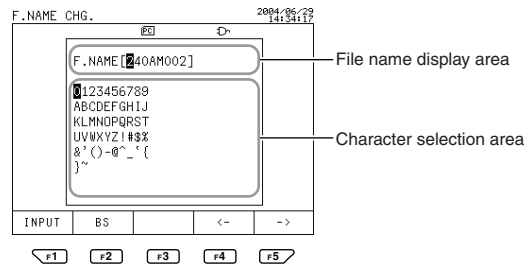 F.NAME CHG.
2004/06/29
14:34:17
PC
F.NAME[240AM002]
File name display area
0123456789
ABCDEFGHIJ
KLMNOPQRST
UVWXYZ!#$%
&'()-@^_`{
}~
Character selection area
INPUT BS <- ->
F1 F2 F3 F4 F5